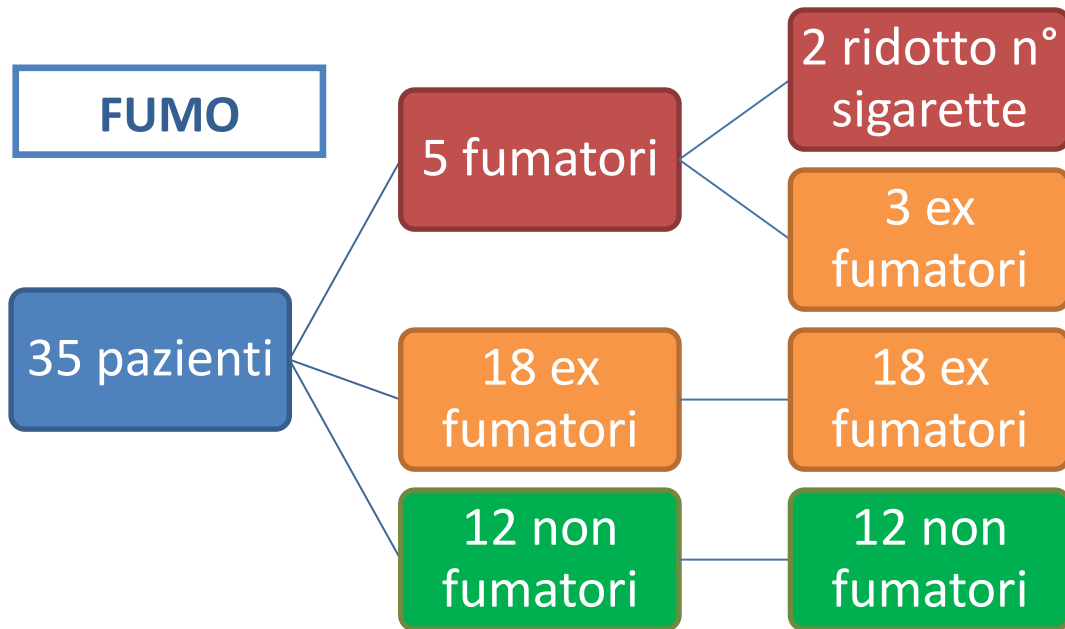 FUMO
35 pazienti
5 fumatori
18 ex
fumatori
12 non
fumatori
2 ridotto n°
sigarette
3 ex
fumatori
18 ex
fumatori
12 non
fumatori